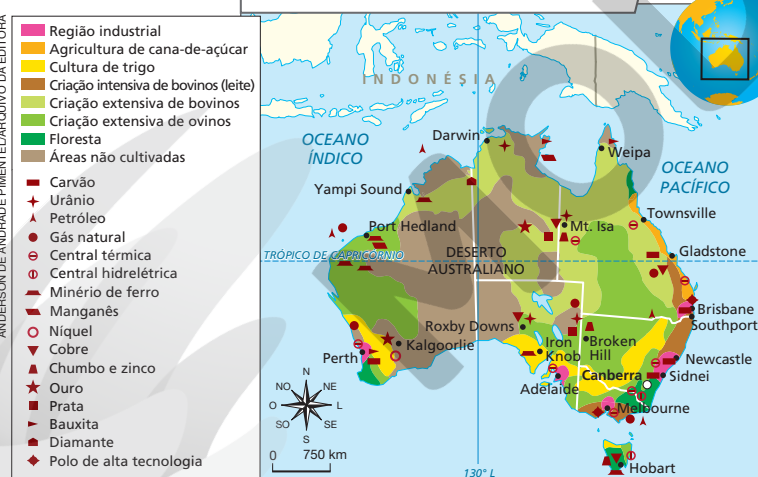 ANDERSON DE ANDRADE PIMENTEL/ARQUIVO DA EDITORA
Região industrial
Agricultura de cana-de-açúcar
Cultura de trigo
Criação intensiva de bovinos (leite)
Criação extensiva de bovinos
Criação extensiva de ovinos
Floresta
Áreas não cultivadas
Carvão
Urânio
Petróleo
Gás natural
Central térmica
Central hidrelétrica
Minério de ferro
Manganês
Níquel
Cobre
Chumbo e zinco
Ouro
Prata
Bauxita
Diamante
Polo de alta tecnologia
INDONÉSIA
OCEANO
ÍNDICO
Darwin
Weipa
OCEANO
PACÍFICO
Yampi Sound
Port Hedland
Mt. Isa
Townsville
TRÓPICO DE CAPRICÓRNIO
DESERTO
AUSTRALIANO
Gladstone
Roxby Downs
Brisbane
Southport
Kalgoorlie
Perth
Iron
Knob
Broken
Hill
Newcastle
Canberra
Sidnei
Adelaide
Melbourne
Hobart
N
NO
NE
O
L
SO
SE
S
0
750 km
130° L